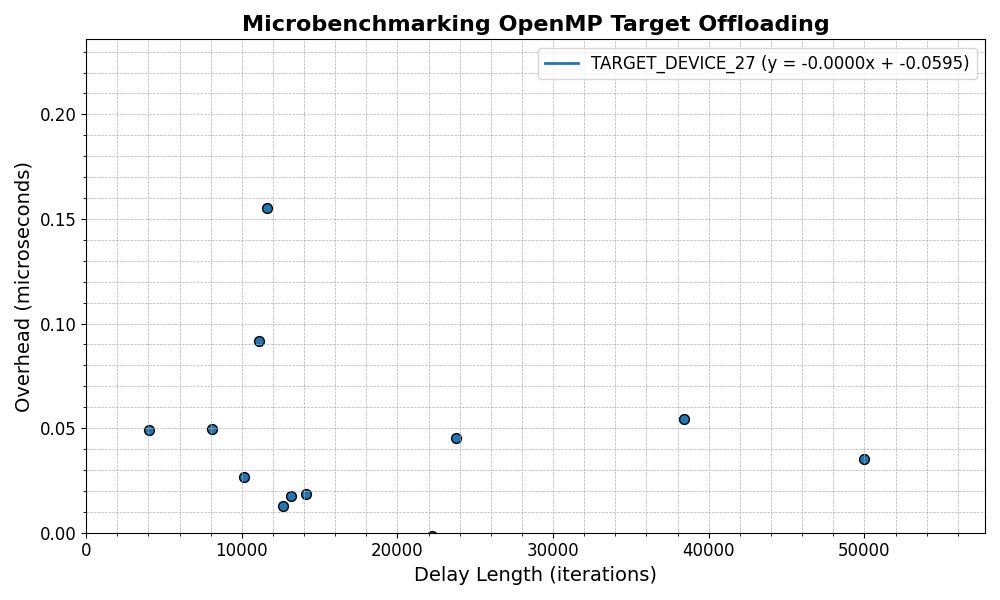 Microbenchmarking OpenMP Target Offloading
TARGET_DEVICE_27 (y = -0.0000x + -0.0595)
Overhead (microseconds)
0.20
0.15
0.10
0.05
0.00
0 10000 20000 30000 40000 50000
Delay Length (iterations)